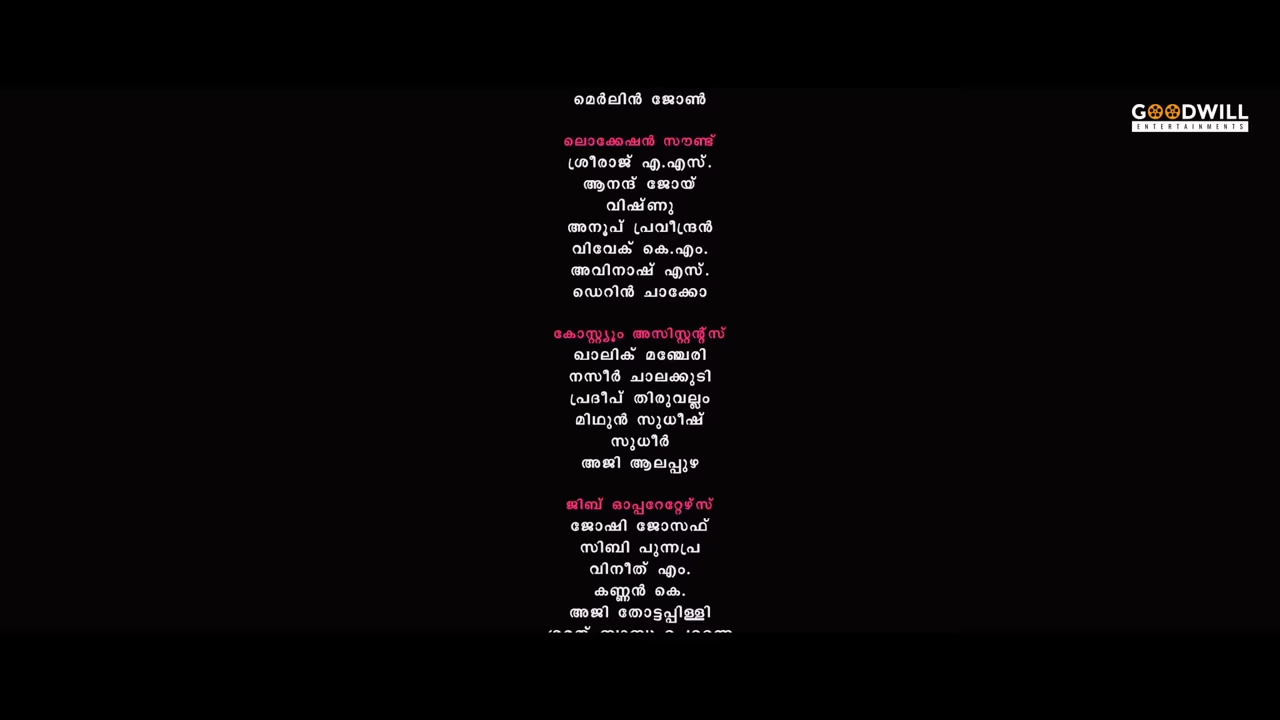 മെർലിൻ ജോൺ
GOODWILL
ENTERTAINMENTS
ലൊക്കേഷൻ സൗണ്ട്
ശ്രീരാജ് എ.എസ്.
ആനന്ദ് ജോയ്
വിഷ്ണു
അനൂപ് പ്രവീന്ദ്രൻ
വിവേക് കെ.എം.
അവിനാഷ് എസ്.
ഡെറിൻ ചാക്കോ
കോസ്റ്റ്യൂം അസിസ്റ്റന്റ്സ്
ഖാലിക് മഞ്ചേരി
നസീർ ചാലക്കുടി
പ്രദീപ് തിരുവല്ലം
മിഥുൻ സുധീഷ്
സുധീർ
അജി ആലപ്പുഴ
ജിബ് ഓപ്പറേറ്റേഴ്സ്
ജോഷി ജോസഫ്
സിബി പുന്നപ്ര
വിനീത് എം.
കണ്ണൻ കെ.
അജി തോട്ടപ്പിള്ളി